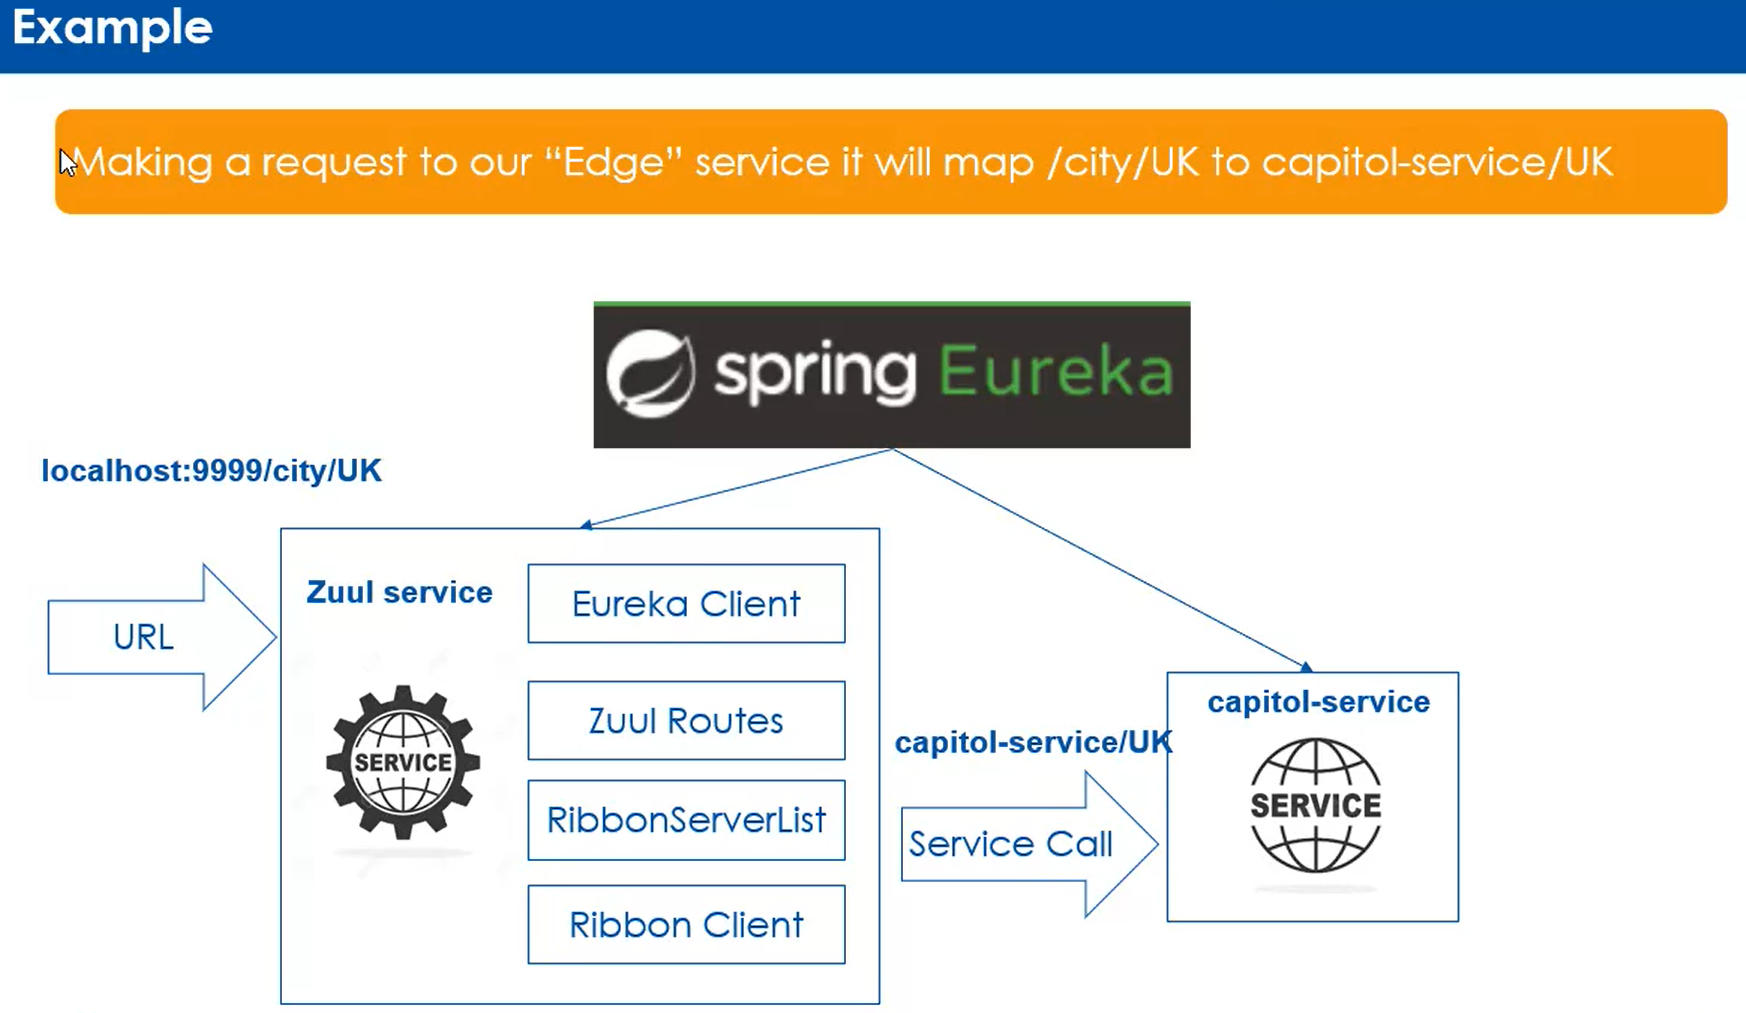 Example
Making a request to our “Edge” service it will map /city/UK to capitol-service/UK
spring Eureka
localhost:9999/city/UK
URL
Zuul service
SERVICE
Eureka Client
Zuul Routes
RibbonServerList
Ribbon Client
capitol-service/UK
Service Call
capitol-service
SERVICE